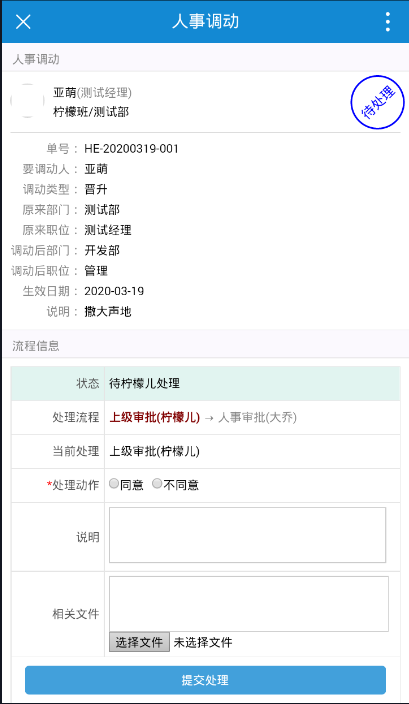 人事调动
人事调动
亚萌(测试经理)
柠檬班/测试部
待处理
单号： HE-20200319-001
要调动人： 亚萌
调动类型： 晋升
原来部门： 测试部
原来职位： 测试经理
调动后部门： 开发部
调动后职位： 管理
生效日期： 2020-03-19
说明： 撒大声地
流程信息
状态 待柠檬儿处理
处理流程 上级审批(柠檬儿) → 人事审批(大乔)
当前处理 上级审批(柠檬儿)
*处理动作 同意 不同意
说明
相关文件
选择文件 未选择文件
提交处理